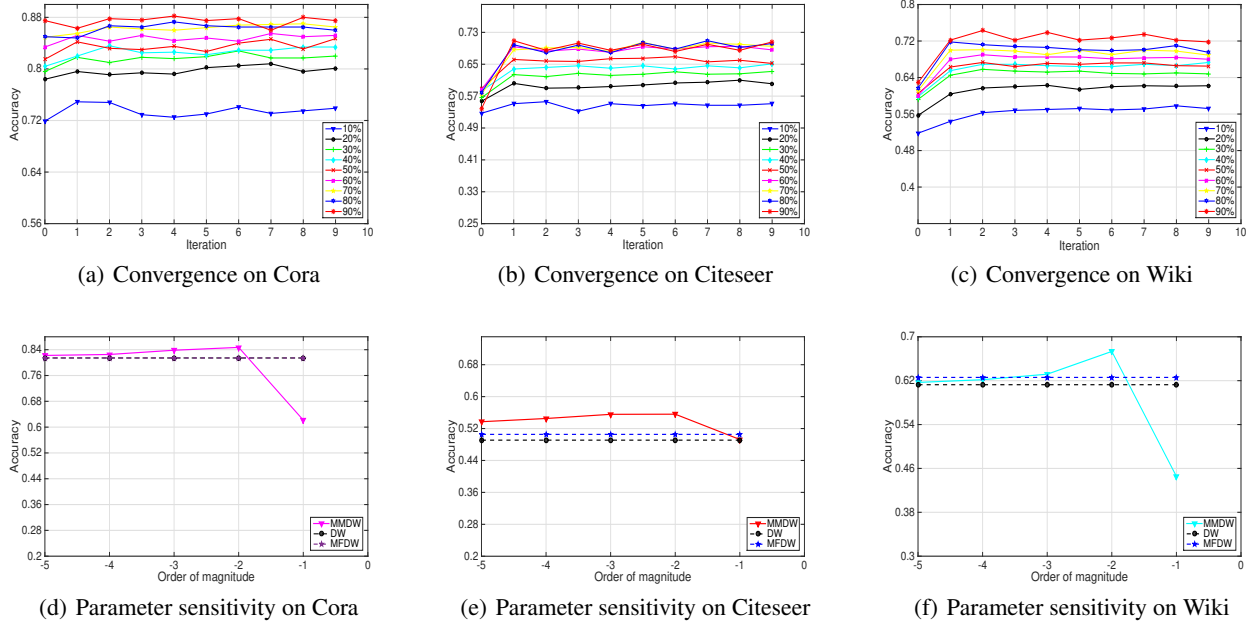 0.88
0.8
0.72
0.64
0.56
Accuracy
0 1 2 3 4 5 6 7 8 9 10
Iteration
10%
20%
30%
40%
50%
60%
70%
80%
90%
(a) Convergence on Cora
0.73
0.65
0.57
0.49
0.41
0.33
0.25
Accuracy
0 1 2 3 4 5 6 7 8 9 10
Iteration
10%
20%
30%
40%
50%
60%
70%
80%
90%
(b) Convergence on Citeseer
0.8
0.72
0.64
0.56
0.48
0.4
Accuracy
0 1 2 3 4 5 6 7 8 9 10
Iteration
10%
20%
30%
40%
50%
60%
70%
80%
90%
(c) Convergence on Wiki
0.84
0.76
0.68
0.6
0.52
0.44
0.36
0.28
0.2
Accuracy
-5 -4 -3 -2 -1 0
Order of magnitude
MMDW
DW
MFDW
(d) Parameter sensitivity on Cora
0.68
0.6
0.52
0.44
0.36
0.28
0.2
Accuracy
-5 -4 -3 -2 -1 0
Order of magnitude
MMDW
DW
MFDW
(e) Parameter sensitivity on Citeseer
0.7
0.62
0.54
0.46
0.38
0.3
Accuracy
-5 -4 -3 -2 -1 0
Order of magnitude
MMDW
DW
MFDW
(f) Parameter sensitivity on Wiki